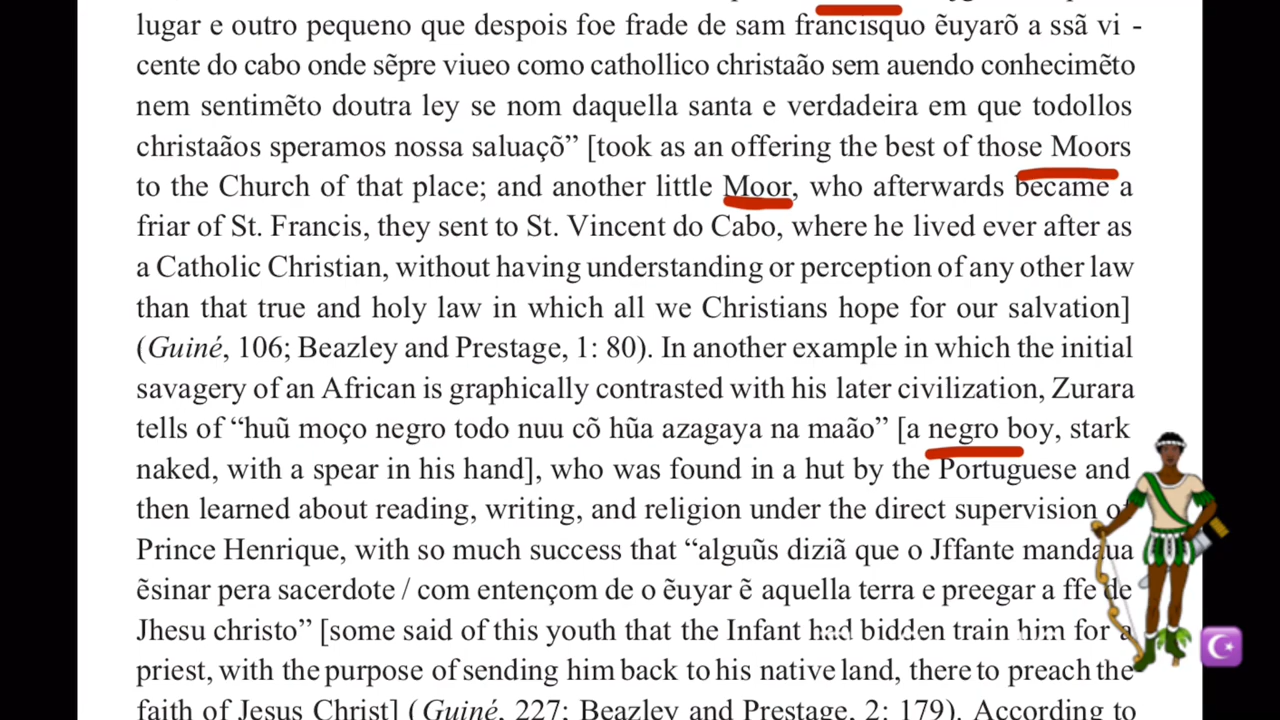 lugar e outro pequeno que despois foe frade de sam francisquo ẽuyarõ a ssã vi -
cente do cabo onde sẽpre viueo como cathollico christaão sem auendo conhecimẽto
nem sentimẽto doutra ley se nom daquella santa e verdadeira em que todollos
christaãos speramos nossa saluaçõ” [took as an offering the best of those Moors
to the Church of that place; and another little Moor, who afterwards became a
friar of St. Francis, they sent to St. Vincent do Cabo, where he lived ever after as
a Catholic Christian, without having understanding or perception of any other law
than that true and holy law in which all we Christians hope for our salvation]
(Guiné, 106; Beazley and Prestage, 1: 80). In another example in which the initial
savagery of an African is graphically contrasted with his later civilization, Zurara
tells of “huũ moço negro todo nuu cõ hũa azagaya na maão” [a negro boy, stark
naked, with a spear in his hand], who was found in a hut by the Portuguese and
then learned about reading, writing, and religion under the direct supervision of
Prince Henrique, with so much success that “alguũs diziã que o Jffante mandaua
ẽsinar pera sacerdote / com entençom de o ẽuyar ẽ aquella terra e preegar a ffe de
Jhesu christo” [some said of this youth that the Infant had bidden train him for a
priest, with the purpose of sending him back to his native land, there to preach the
faith of Jesus Christ] (Guiné, 227; Beazley and Prestage, 2: 179). According to